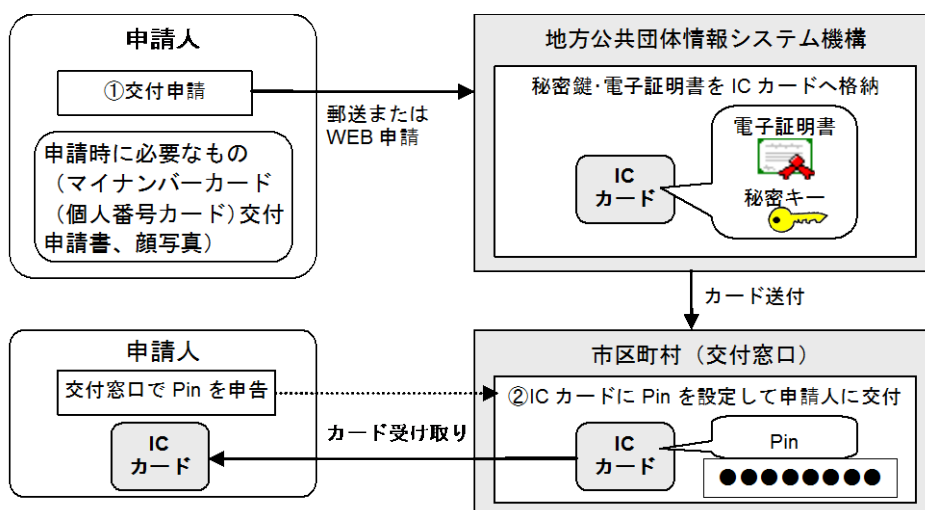 申請人
①交付申請
申請時に必要なもの
（マイナンバーカード
（個人番号カード）交付
申請書、顔写真）
郵送または
WEB 申請
地方公共団体情報システム機構
秘密鍵･電子証明書を IC カードへ格納
電子証明書
IC
カード
秘密キー
カード送付
申請人
交付窓口で Pin を申告
IC
カード
カード受け取り
市区町村（交付窓口）
②IC カードに Pin を設定して申請人に交付
IC
カード
Pin
●●●●●●●●